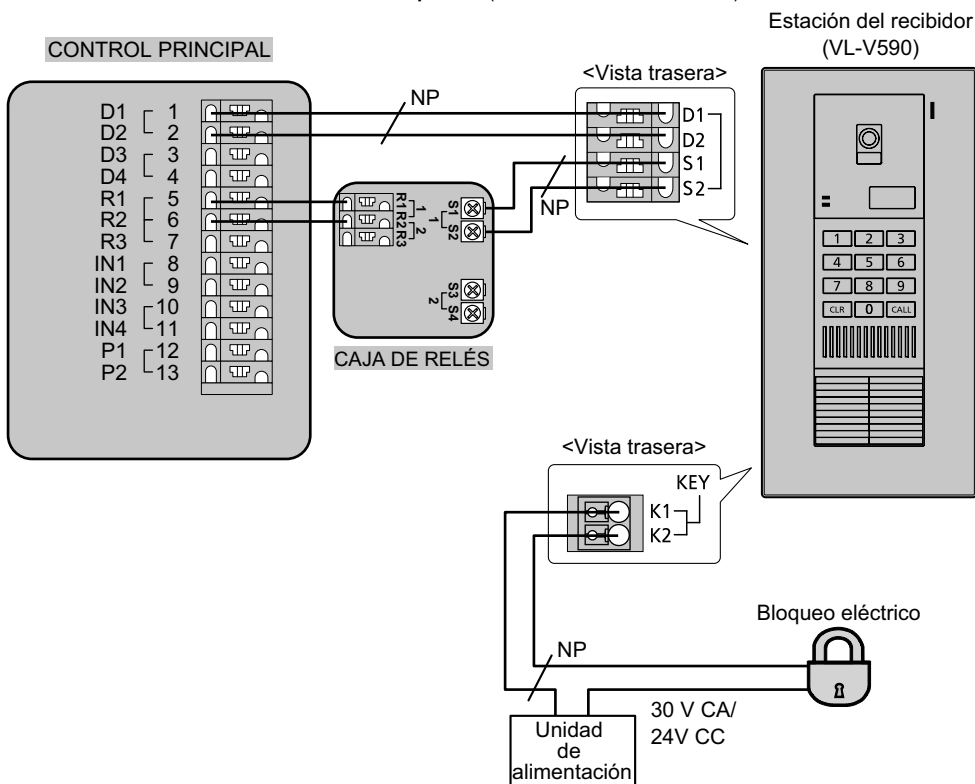 Estación del recibidor
(VL-V590)
CONTROL PRINCIPAL
<Vista trasera>
NP
D1 1
D2 2
D3 3
D4 4
R1 5
R2 6
R3 7
IN1 8
IN2 9
IN3 10
IN4 11
P1 12
P2 13
D1
D2
S1
S2
NP
R1 R2 R3
1 2
S1 S2
1
S3 S4
2
CAJA DE RELÉS
1 2 3
4 5 6
7 8 9
CLR 0 CALL
<Vista trasera>
KEY
K1
K2
Bloqueo eléctrico
NP
30 V CA/
24V CC
Unidad
de
alimentación